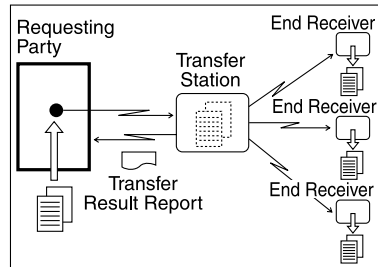 Requesting
Party
Transfer
Station
End Receiver
End Receiver
End Receiver
Transfer
Result Report